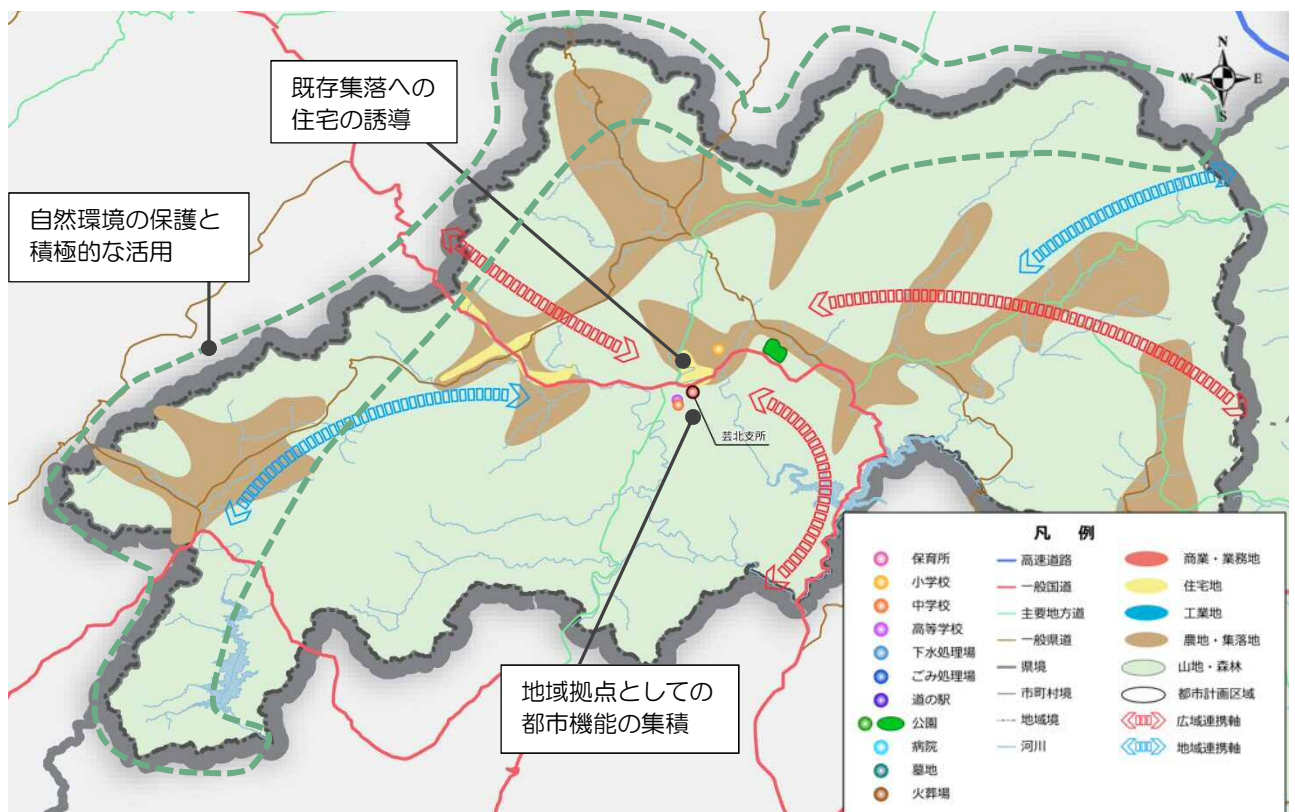 既存集落への
住宅の誘導
N
W
E
S
自然環境の保護と
積極的な活用
芸北支所
地域拠点としての
都市機能の集積
凡 例
保育所
小学校
中学校
高等学校
下水処理場
ごみ処理場
道の駅
公園
病院
墓地
火葬場
高速道路
一般国道
主要地方道
一般県道
県境
市町村境
地域境
河川
商業・業務地
住宅地
工業地
農地・集落地
山地・森林
都市計画区域
広域連携軸
地域連携軸